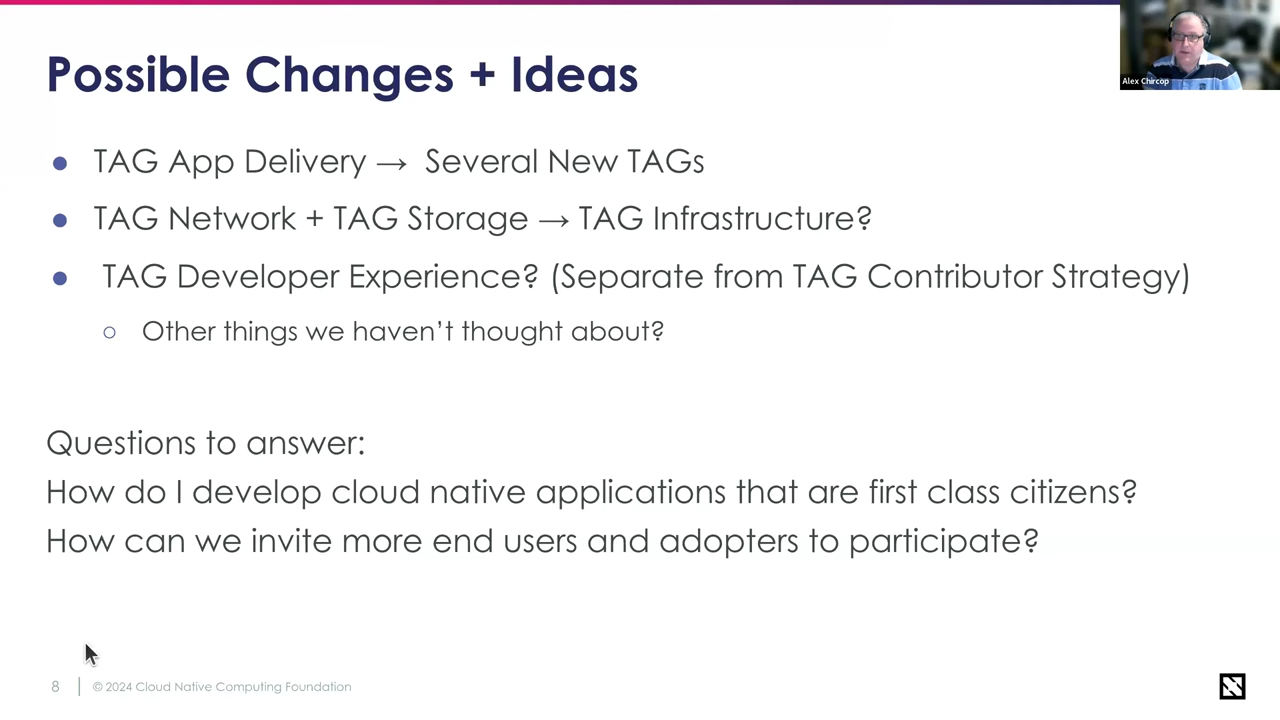 Possible Changes + Ideas
Alex Chircop
● TAG App Delivery → Several New TAGs
● TAG Network + TAG Storage → TAG Infrastructure?
● TAG Developer Experience? (Separate from TAG Contributor Strategy)
○ Other things we haven’t thought about?
Questions to answer:
How do I develop cloud native applications that are first class citizens?
How can we invite more end users and adopters to participate?
8 | © 2024 Cloud Native Computing Foundation